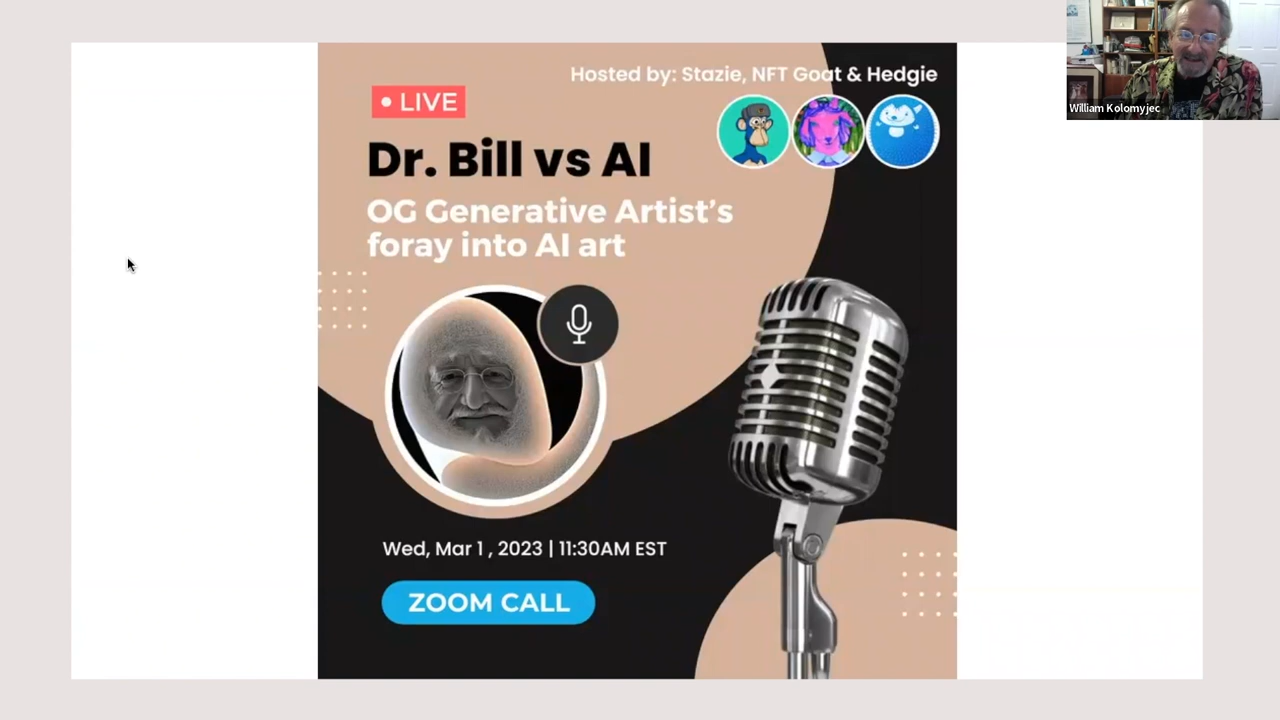 Hosted by: Stazie, NFT Goat & Hedgie
LIVE
Dr. Bill vs AI
OG Generative Artist's
foray into AI art
Wed, Mar 1 , 2023 | 11:30AM EST
ZOOM CALL
William Kolomyjec